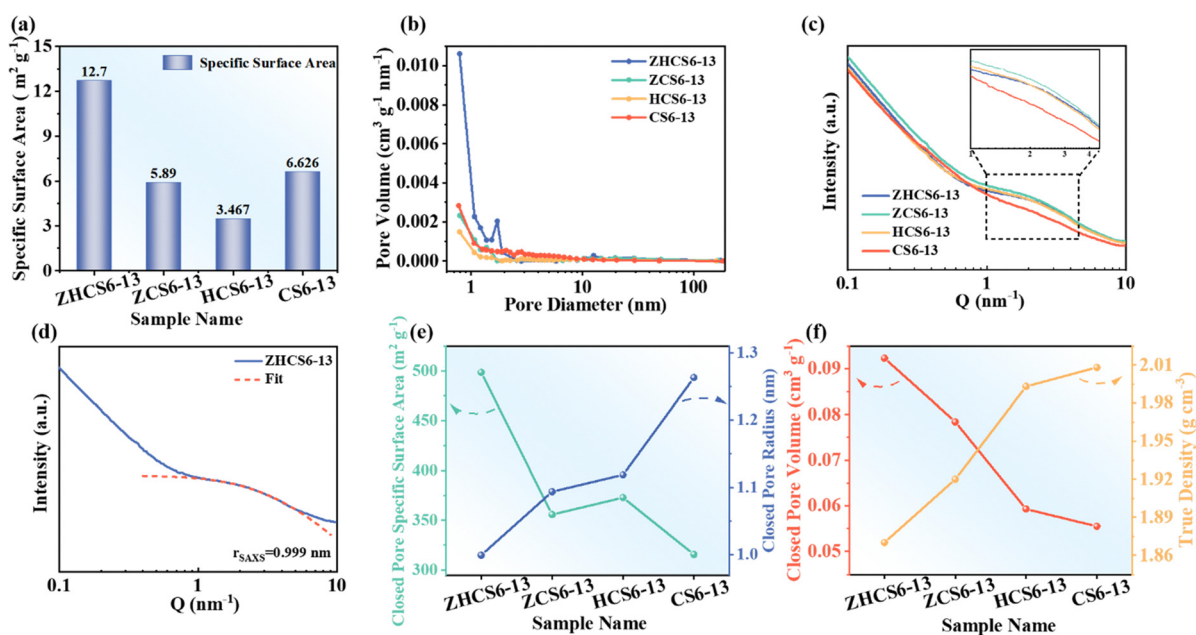 (a)
Specific Surface Area ( m² g⁻¹)
15
12
9
6
3
0
Specific Surface Area
12.7
5.89
3.467
6.626
ZHCS6-13
ZCS6-13
HCS6-13
CS6-13
Sample Name
(b)
Pore Volume (cm³ g⁻¹ nm⁻¹)
0.010
0.008
0.006
0.004
0.002
0.000
ZHCS6-13
ZCS6-13
HCS6-13
CS6-13
1
10
100
Pore Diameter (nm)
(c)
Intensity (a.u.)
1
2
3
4
ZHCS6-13
ZCS6-13
HCS6-13
CS6-13
0.1
1
10
Q (nm⁻¹)
(d)
Intensity (a.u.)
ZHCS6-13
Fit
r_SAXS=0.999 nm
0.1
1
10
Q (nm⁻¹)
(e)
Closed Pore Specific Surface Area (m² g⁻¹)
500
450
400
350
300
1.3
1.2
1.1
1.0
Closed Pore Radius (nm)
ZHCS6-13
ZCS6-13
HCS6-13
CS6-13
Sample Name
(f)
Closed Pore Volume (cm³ g⁻¹)
0.09
0.08
0.07
0.06
0.05
2.01
1.98
1.95
1.92
1.89
1.86
True Density (g cm⁻³)
ZHCS6-13
ZCS6-13
HCS6-13
CS6-13
Sample Name